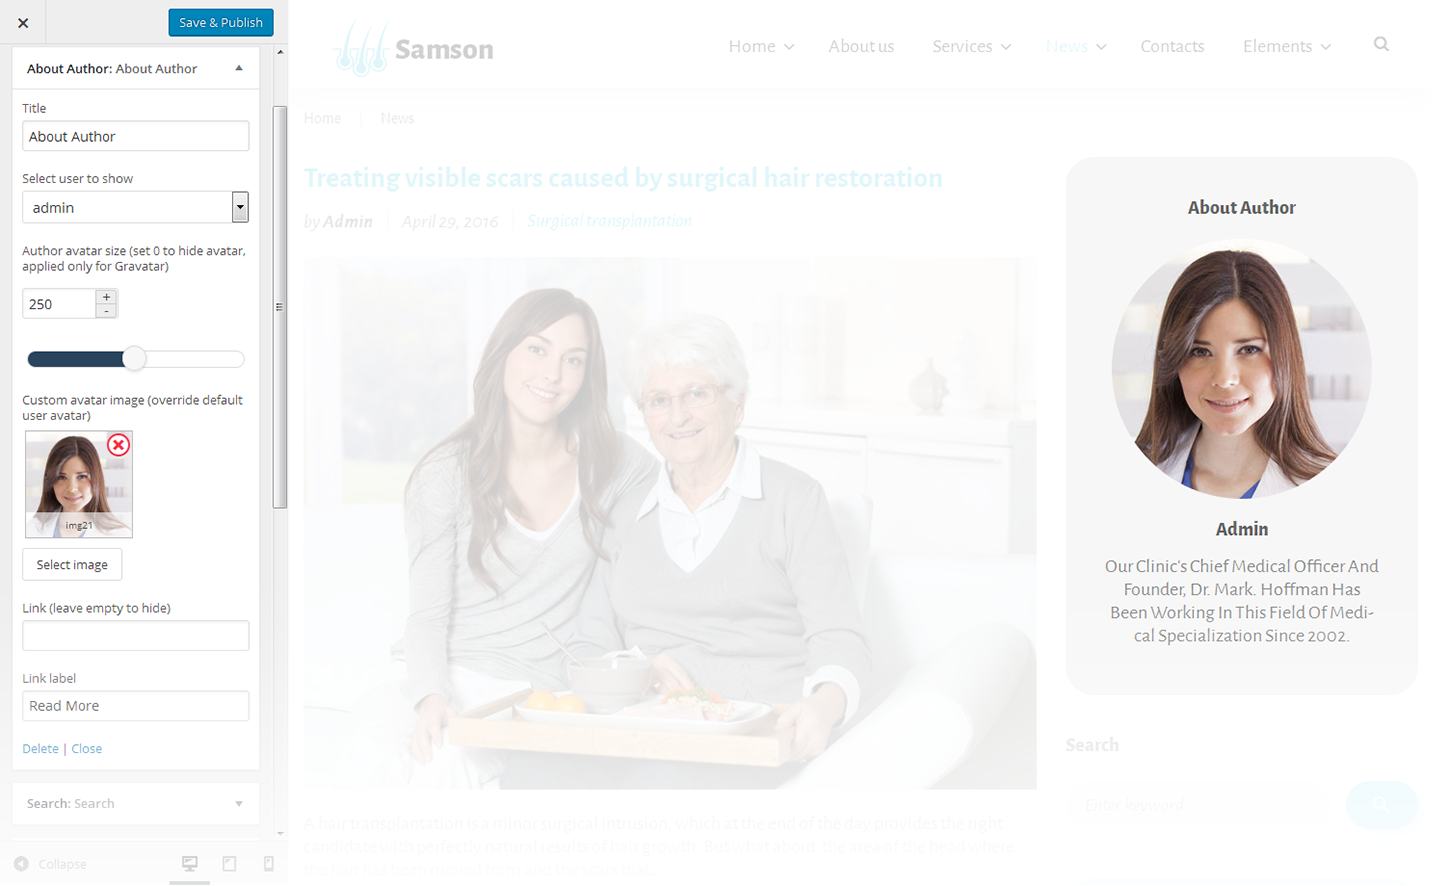 Save & Publish
About Author: About Author
Title
About Author
Select user to show
admin
Author avatar size (set 0 to hide avatar,
applied only for Gravatar)
250
+
-
Custom avatar image (override default
user avatar)
img21
Select image
Link (leave empty to hide)
Link label
Read More
Delete | Close
Search: Search
Collapse
Samson
Home
About us
Services
News
Contacts
Elements
Home
News
Treating visible scars caused by surgical hair restoration
by Admin
April 29, 2016
Surgical transplantation
A hair transplantation is a minor surgical intrusion, which at the end of the day provides the right
candidate with perfectly natural results of hair growth. But what about the area of the head where
the hair has been moved from and the scars that
About Author
Admin
Our Clinic's Chief Medical Officer And
Founder, Dr. Mark. Hoffman Has
Been Working In This Field Of Medi-
cal Specialization Since 2002.
Search
Enter keyword